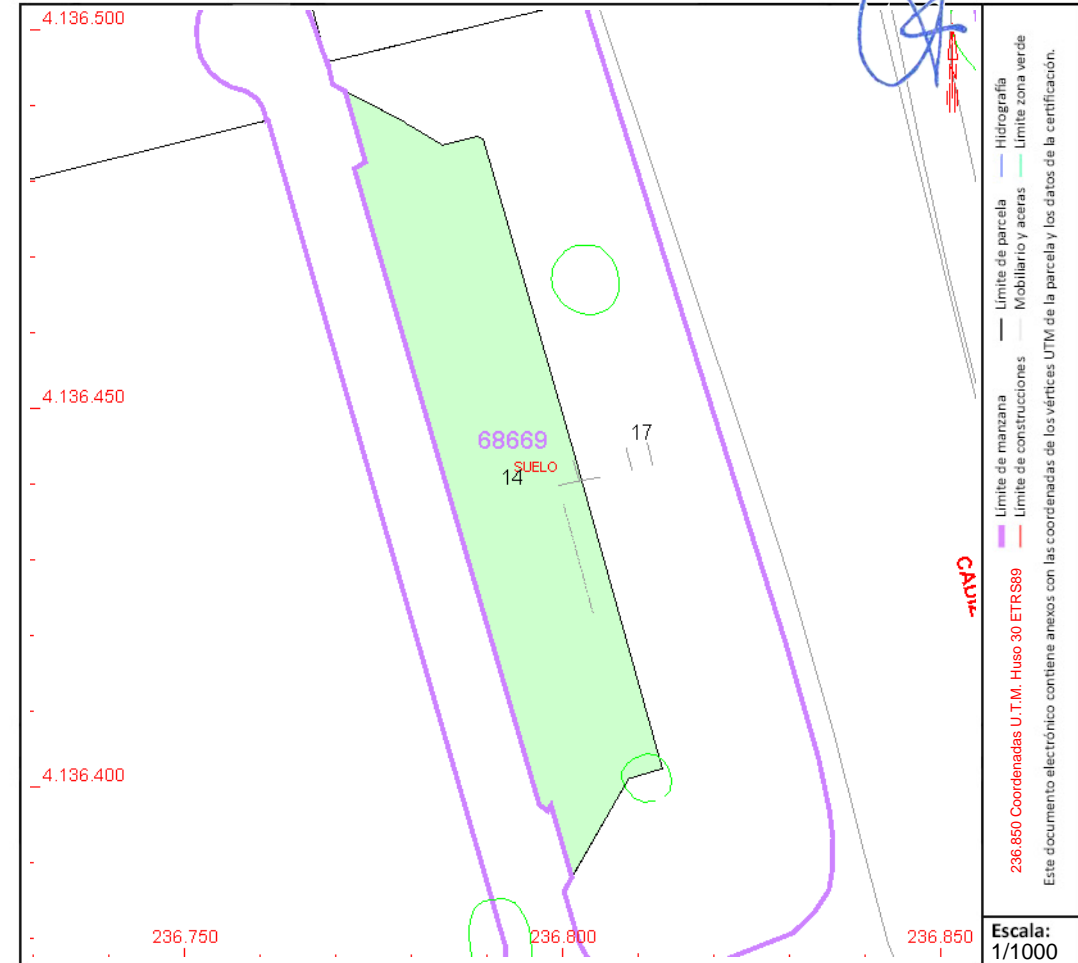 4.136.500
4.136.450
68669
SUELO
14
17
4.136.400
236.750
236.800
236.850
Límite de manzana
Límite de parcela
Hidrografía
Límite de construcciones
Mobiliario y aceras
Límite zona verde
236.850 Coordenadas U.T.M. Huso 30 ETRS89
Este documento electrónico contiene anexos con las coordenadas de los vértices UTM de la parcela y los datos de la certificación.
Escala:
1/1000